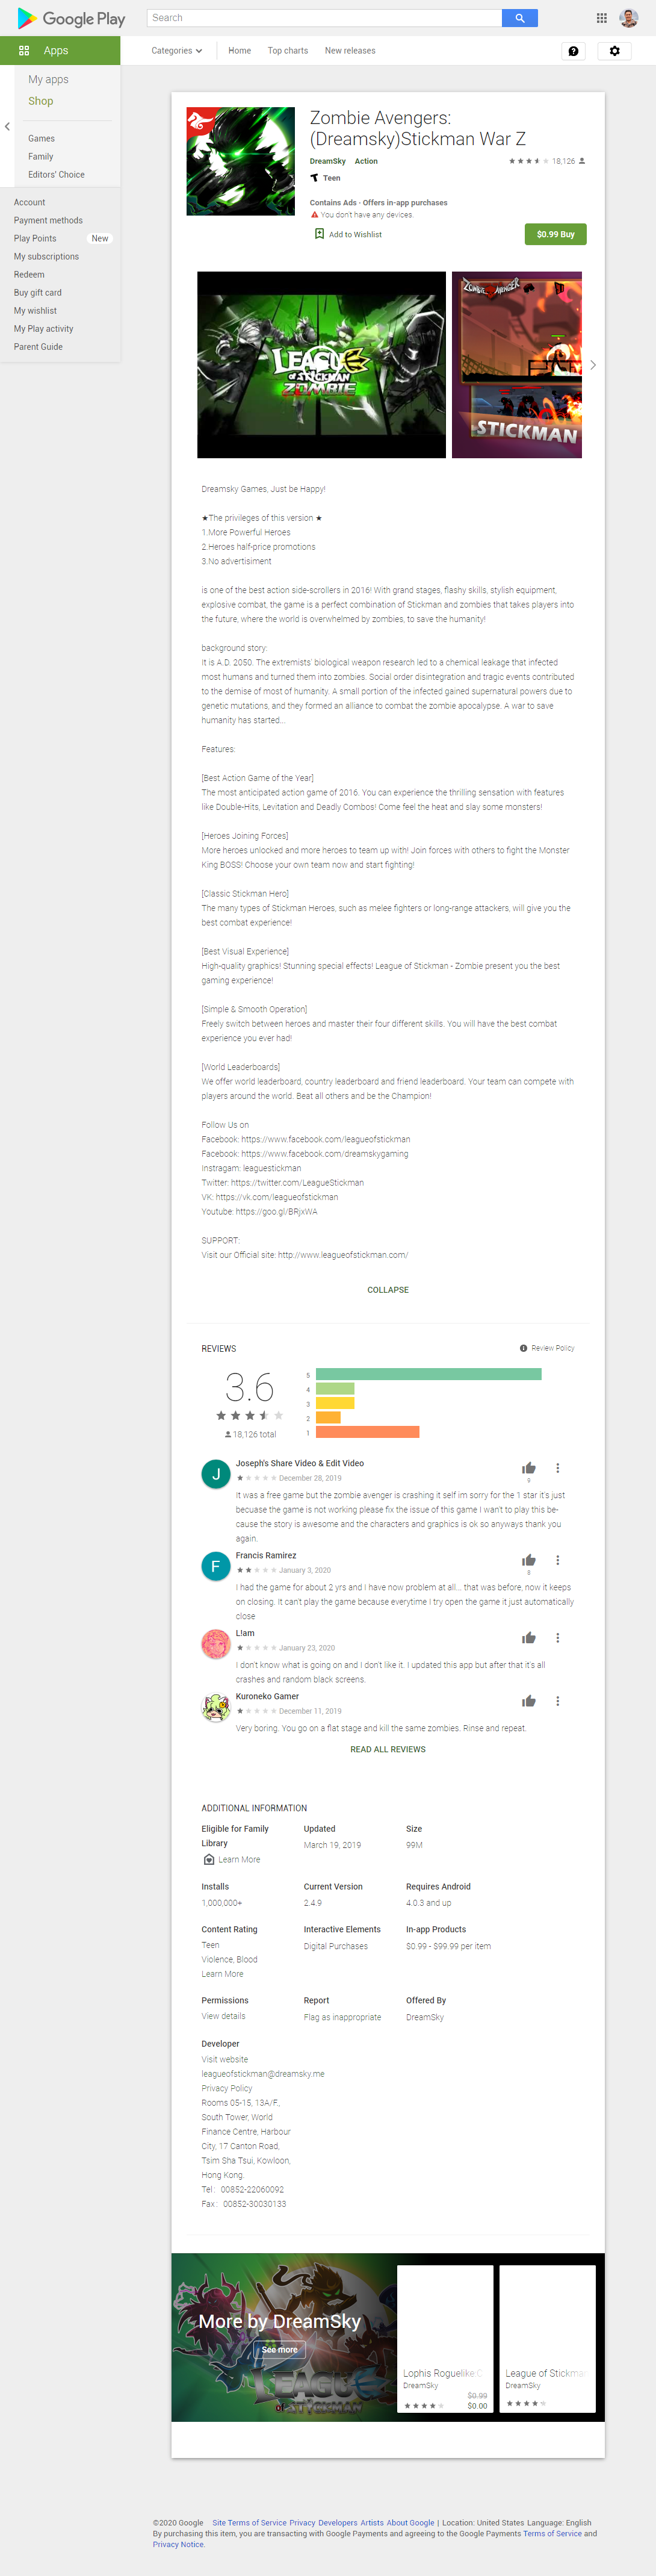 Google Play
Search
Apps
Categories
Home
Top charts
New releases
My apps
Shop
Games
Family
Editors' Choice
Account
Payment methods
Play Points
New
My subscriptions
Redeem
Buy gift card
My wishlist
My Play activity
Parent Guide
Zombie Avengers:
(Dreamsky)Stickman War Z
DreamSky Action
18,126
Teen
Contains Ads · Offers in-app purchases
You don't have any devices.
Add to Wishlist
$0.99 Buy
LEAGUE
OF STICKMAN
ZOMBIE
ZOMBIE AVENGER
STICKMAN
Dreamsky Games, Just be Happy!
★The privileges of this version ★
1.More Powerful Heroes
2.Heroes half-price promotions
3.No advertisiment
is one of the best action side-scrollers in 2016! With grand stages, flashy skills, stylish equipment,
explosive combat, the game is a perfect combination of Stickman and zombies that takes players into
the future, where the world is overwhelmed by zombies, to save the humanity!
background story:
It is A.D. 2050. The extremists' biological weapon research led to a chemical leakage that infected
most humans and turned them into zombies. Social order disintegration and tragic events contributed
to the demise of most of humanity. A small portion of the infected gained supernatural powers due to
genetic mutations, and they formed an alliance to combat the zombie apocalypse. A war to save
humanity has started...
Features:
[Best Action Game of the Year]
The most anticipated action game of 2016. You can experience the thrilling sensation with features
like Double-Hits, Levitation and Deadly Combos! Come feel the heat and slay some monsters!
[Heroes Joining Forces]
More heroes unlocked and more heroes to team up with! Join forces with others to fight the Monster
King BOSS! Choose your own team now and start fighting!
[Classic Stickman Hero]
The many types of Stickman Heroes, such as melee fighters or long-range attackers, will give you the
best combat experience!
[Best Visual Experience]
High-quality graphics! Stunning special effects! League of Stickman - Zombie present you the best
gaming experience!
[Simple & Smooth Operation]
Freely switch between heroes and master their four different skills. You will have the best combat
experience you ever had!
[World Leaderboards]
We offer world leaderboard, country leaderboard and friend leaderboard. Your team can compete with
players around the world. Beat all others and be the Champion!
Follow Us on
Facebook: https://www.facebook.com/leagueofstickman
Facebook: https://www.facebook.com/dreamskygaming
Instragam: leaguestickman
Twitter: https://twitter.com/LeagueStickman
VK: https://vk.com/leagueofstickman
Youtube: https://goo.gl/BRjxWA
SUPPORT:
Visit our Official site: http://www.leagueofstickman.com/
COLLAPSE
REVIEWS
Review Policy
3.6
18,126 total
5
4
3
2
1
J
Joseph's Share Video & Edit Video
December 28, 2019
9
It was a free game but the zombie avenger is crashing it self im sorry for the 1 star it's just
becuase the game is not working please fix the issue of this game I wan't to play this be-
cause the story is awesome and the characters and graphics is ok so anyways thank you
again.
F
Francis Ramirez
January 3, 2020
8
I had the game for about 2 yrs and I have now problem at all... that was before, now it keeps
on closing. It can't play the game because everytime I try open the game it just automatically
close
L!am
January 23, 2020
I don't know what is going on and I don't like it. I updated this app but after that it's all
crashes and random black screens.
Kuroneko Gamer
December 11, 2019
Very boring. You go on a flat stage and kill the same zombies. Rinse and repeat.
READ ALL REVIEWS
ADDITIONAL INFORMATION
Eligible for Family
Library
Learn More
Updated
March 19, 2019
Size
99M
Installs
1,000,000+
Current Version
2.4.9
Requires Android
4.0.3 and up
Content Rating
Teen
Violence, Blood
Learn More
Interactive Elements
Digital Purchases
In-app Products
$0.99 - $99.99 per item
Permissions
View details
Report
Flag as inappropriate
Offered By
DreamSky
Developer
Visit website
leagueofstickman@dreamsky.me
Privacy Policy
Rooms 05-15, 13A/F.,
South Tower, World
Finance Centre, Harbour
City, 17 Canton Road,
Tsim Sha Tsui, Kowloon,
Hong Kong.
Tel : 00852-22060092
Fax : 00852-30030133
More by DreamSky
See more
LEAGUE
OF STICKMAN
Lophis Roguelike:
DreamSky
$0.99
$0.00
League of Stickman
DreamSky
©2020 Google Site Terms of Service Privacy Developers Artists About Google | Location: United States Language: English
By purchasing this item, you are transacting with Google Payments and agreeing to the Google Payments Terms of Service and
Privacy Notice.